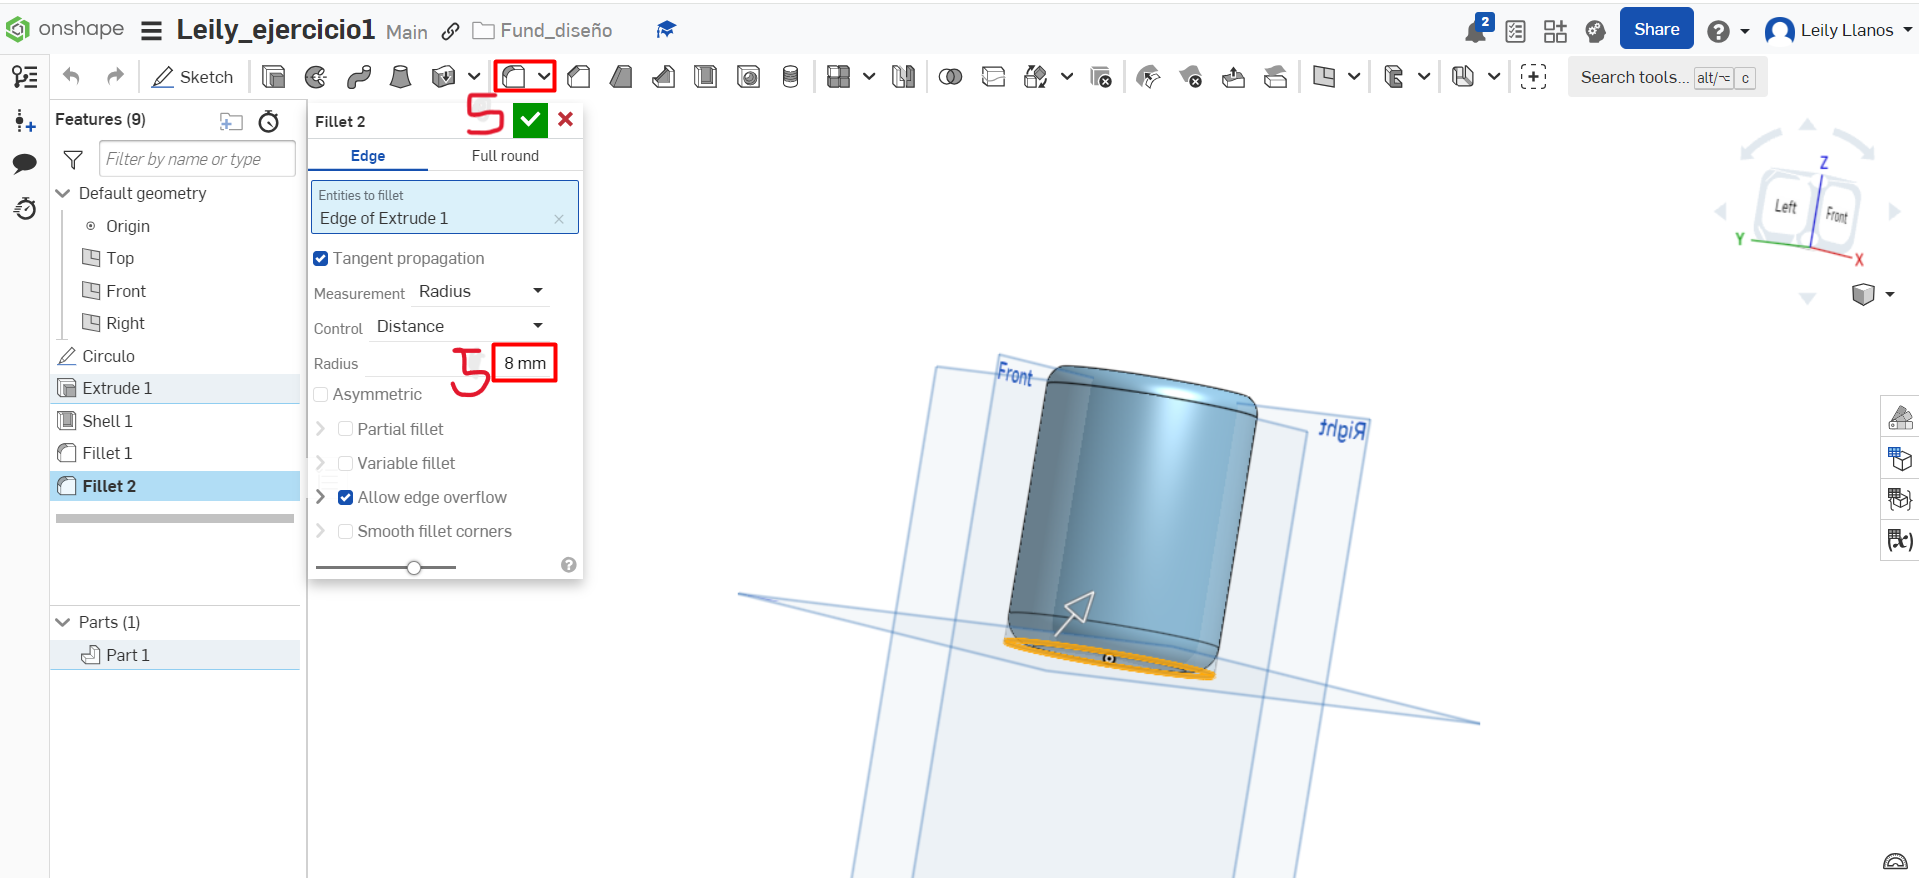 onshape Leily_ejercicio1 Main Fund_diseño 2 Share ? Leily Llanos
Sketch Search tools... alt/⌥ c
Features (9)
Filter by name or type
Default geometry
Origin
Top
Front
Right
Circulo
Extrude 1
Shell 1
Fillet 1
Fillet 2
Parts (1)
Part 1
5
Fillet 2
Edge Full round
Entities to fillet
Edge of Extrude 1
Tangent propagation
Measurement Radius
Control Distance
Radius 5 8 mm
Asymmetric
Partial fillet
Variable fillet
Allow edge overflow
Smooth fillet corners
?
Front
Right
Z
Left Front
Y
X
(x)